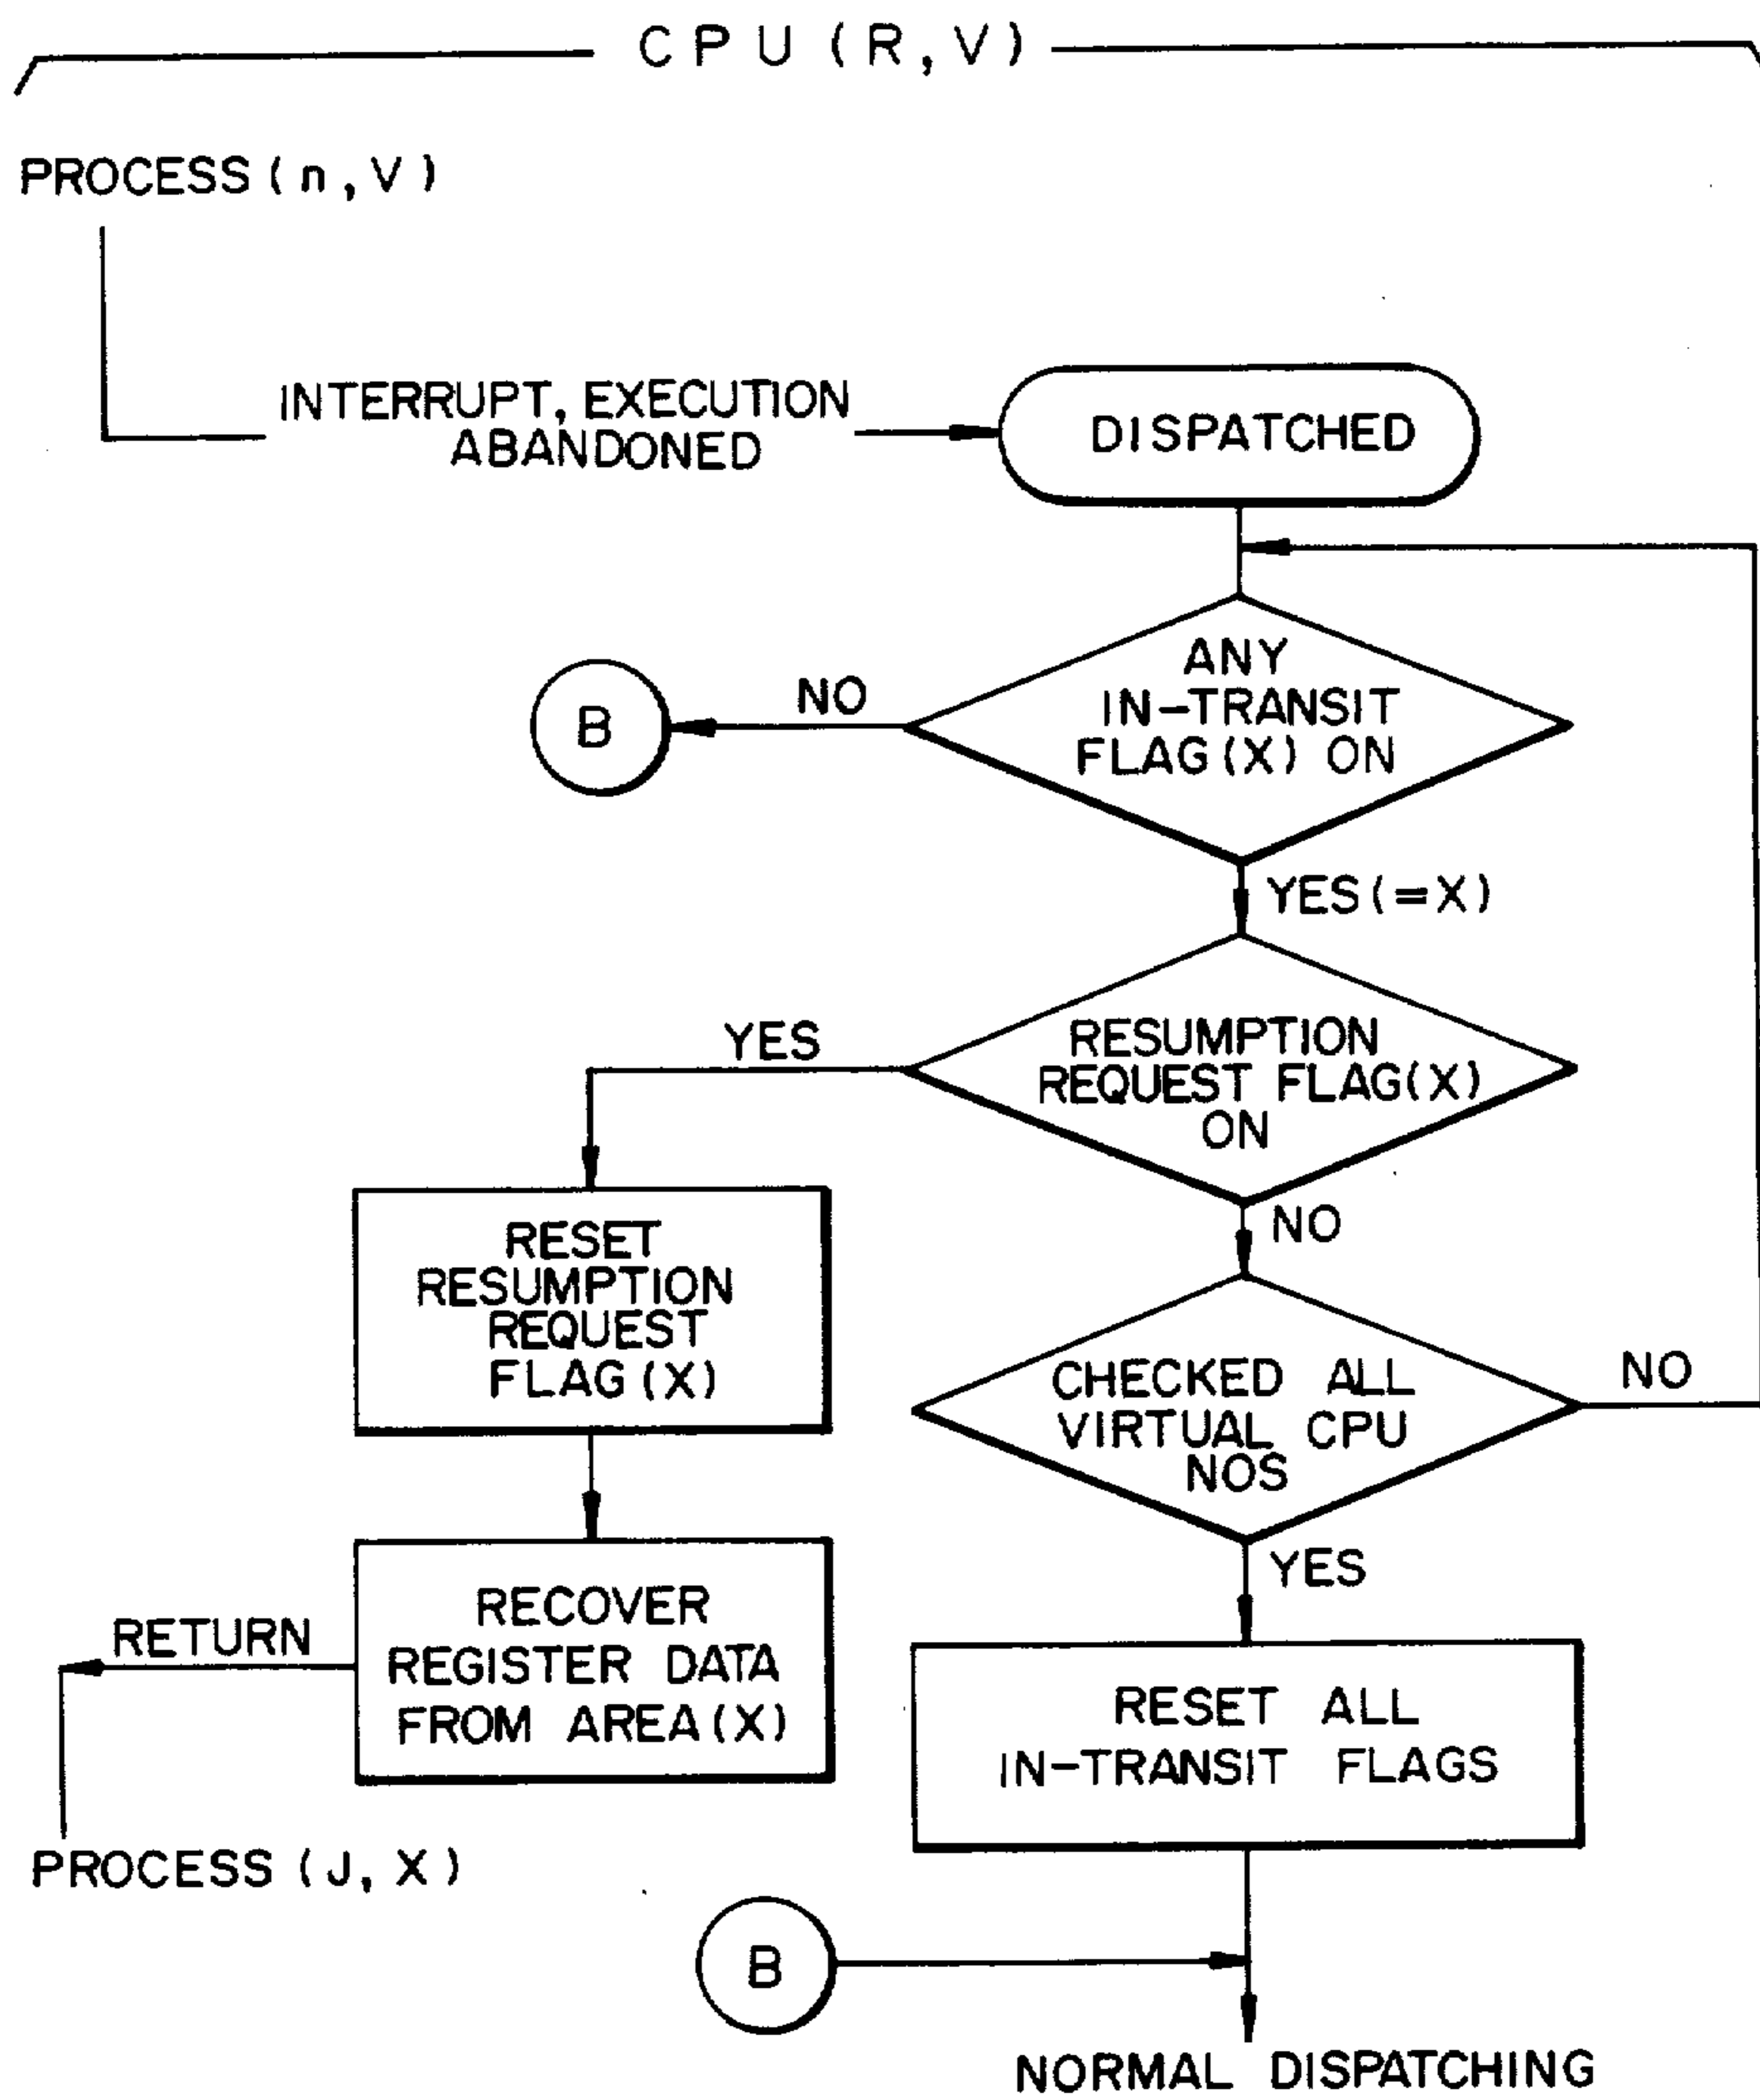 CPU (R, V)
PROCESS (n, V)
INTERRUPT, EXECUTION
ABANDONED
DISPATCHED
ANY
IN-TRANSIT
FLAG(X) ON
NO
B
YES(=X)
RESUMPTION
REQUEST FLAG(X)
ON
YES
NO
RESET
RESUMPTION
REQUEST
FLAG(X)
CHECKED ALL
VIRTUAL CPU
NOS
NO
YES
RECOVER
REGISTER DATA
FROM AREA(X)
RETURN
PROCESS (J, X)
RESET ALL
IN-TRANSIT FLAGS
B
NORMAL DISPATCHING